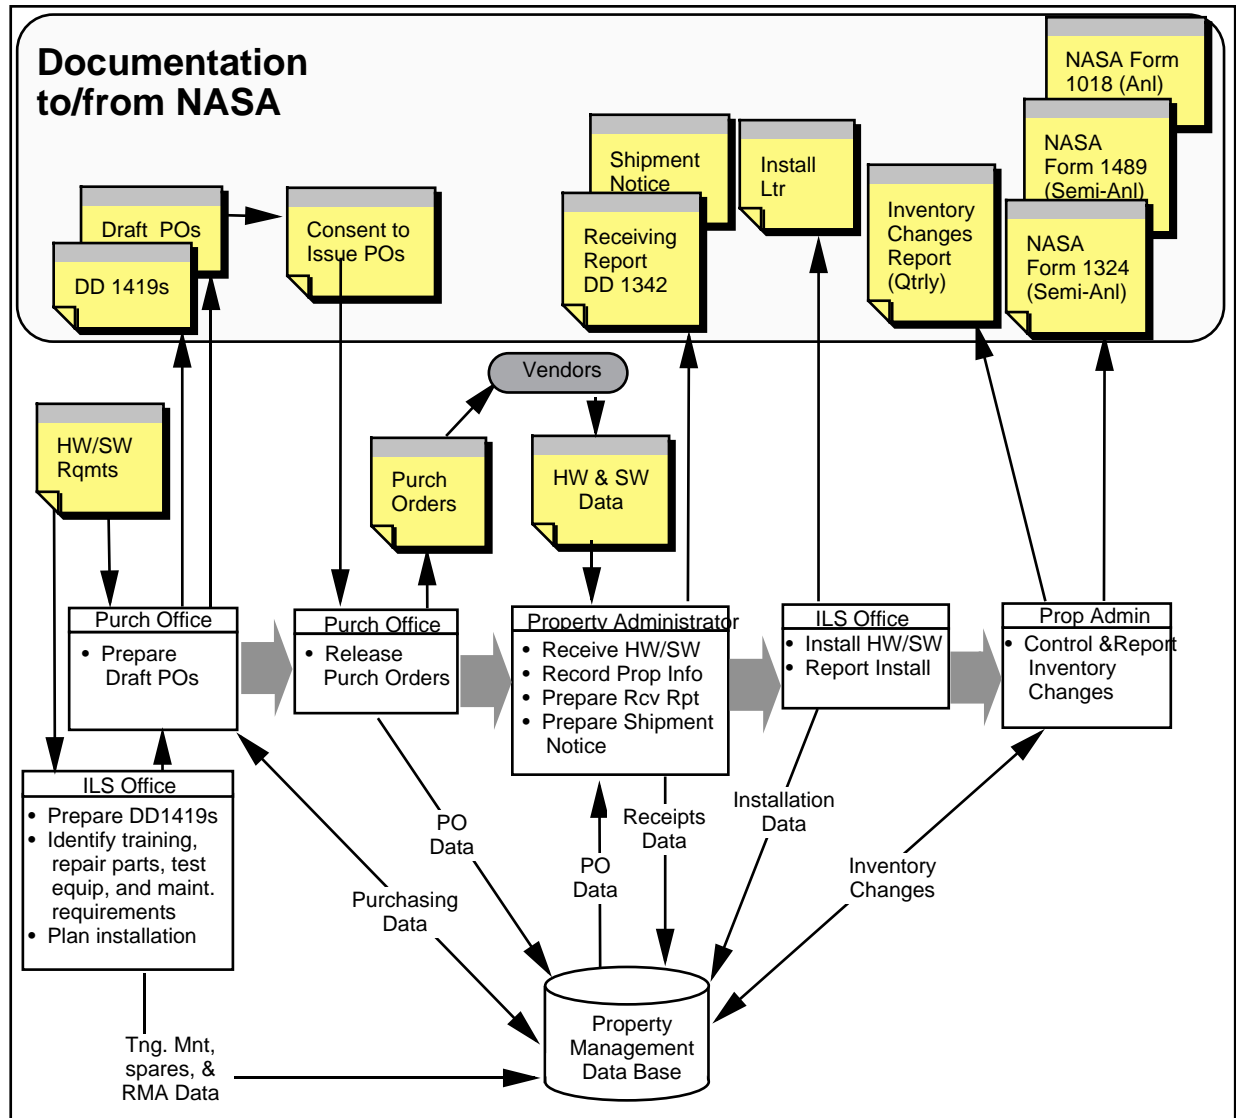 Documentation
to/from NASA
NASA Form
1018 (Anl)
NASA
Form 1489
(Semi-Anl)
NASA
Form 1324
(Semi-Anl)
Shipment
Notice
Receiving
Report
DD 1342
Install
Ltr
Inventory
Changes
Report
(Qtrly)
Draft POs
DD 1419s
Consent to
Issue POs
Vendors
HW/SW
Rqmts
Purch
Orders
HW & SW
Data
Purch Office
• Prepare
Draft POs
Purch Office
• Release
Purch Orders
Property Administrator
• Receive HW/SW
• Record Prop Info
• Prepare Rcv Rpt
• Prepare Shipment
Notice
ILS Office
• Install HW/SW
• Report Install
Prop Admin
• Control &Report
Inventory
Changes
ILS Office
• Prepare DD1419s
• Identify training,
repair parts, test
equip, and maint.
requirements
• Plan installation
PO
Data
Purchasing
Data
PO
Data
Receipts
Data
Installation
Data
Inventory
Changes
Tng. Mnt,
spares, &
RMA Data
Property
Management
Data Base